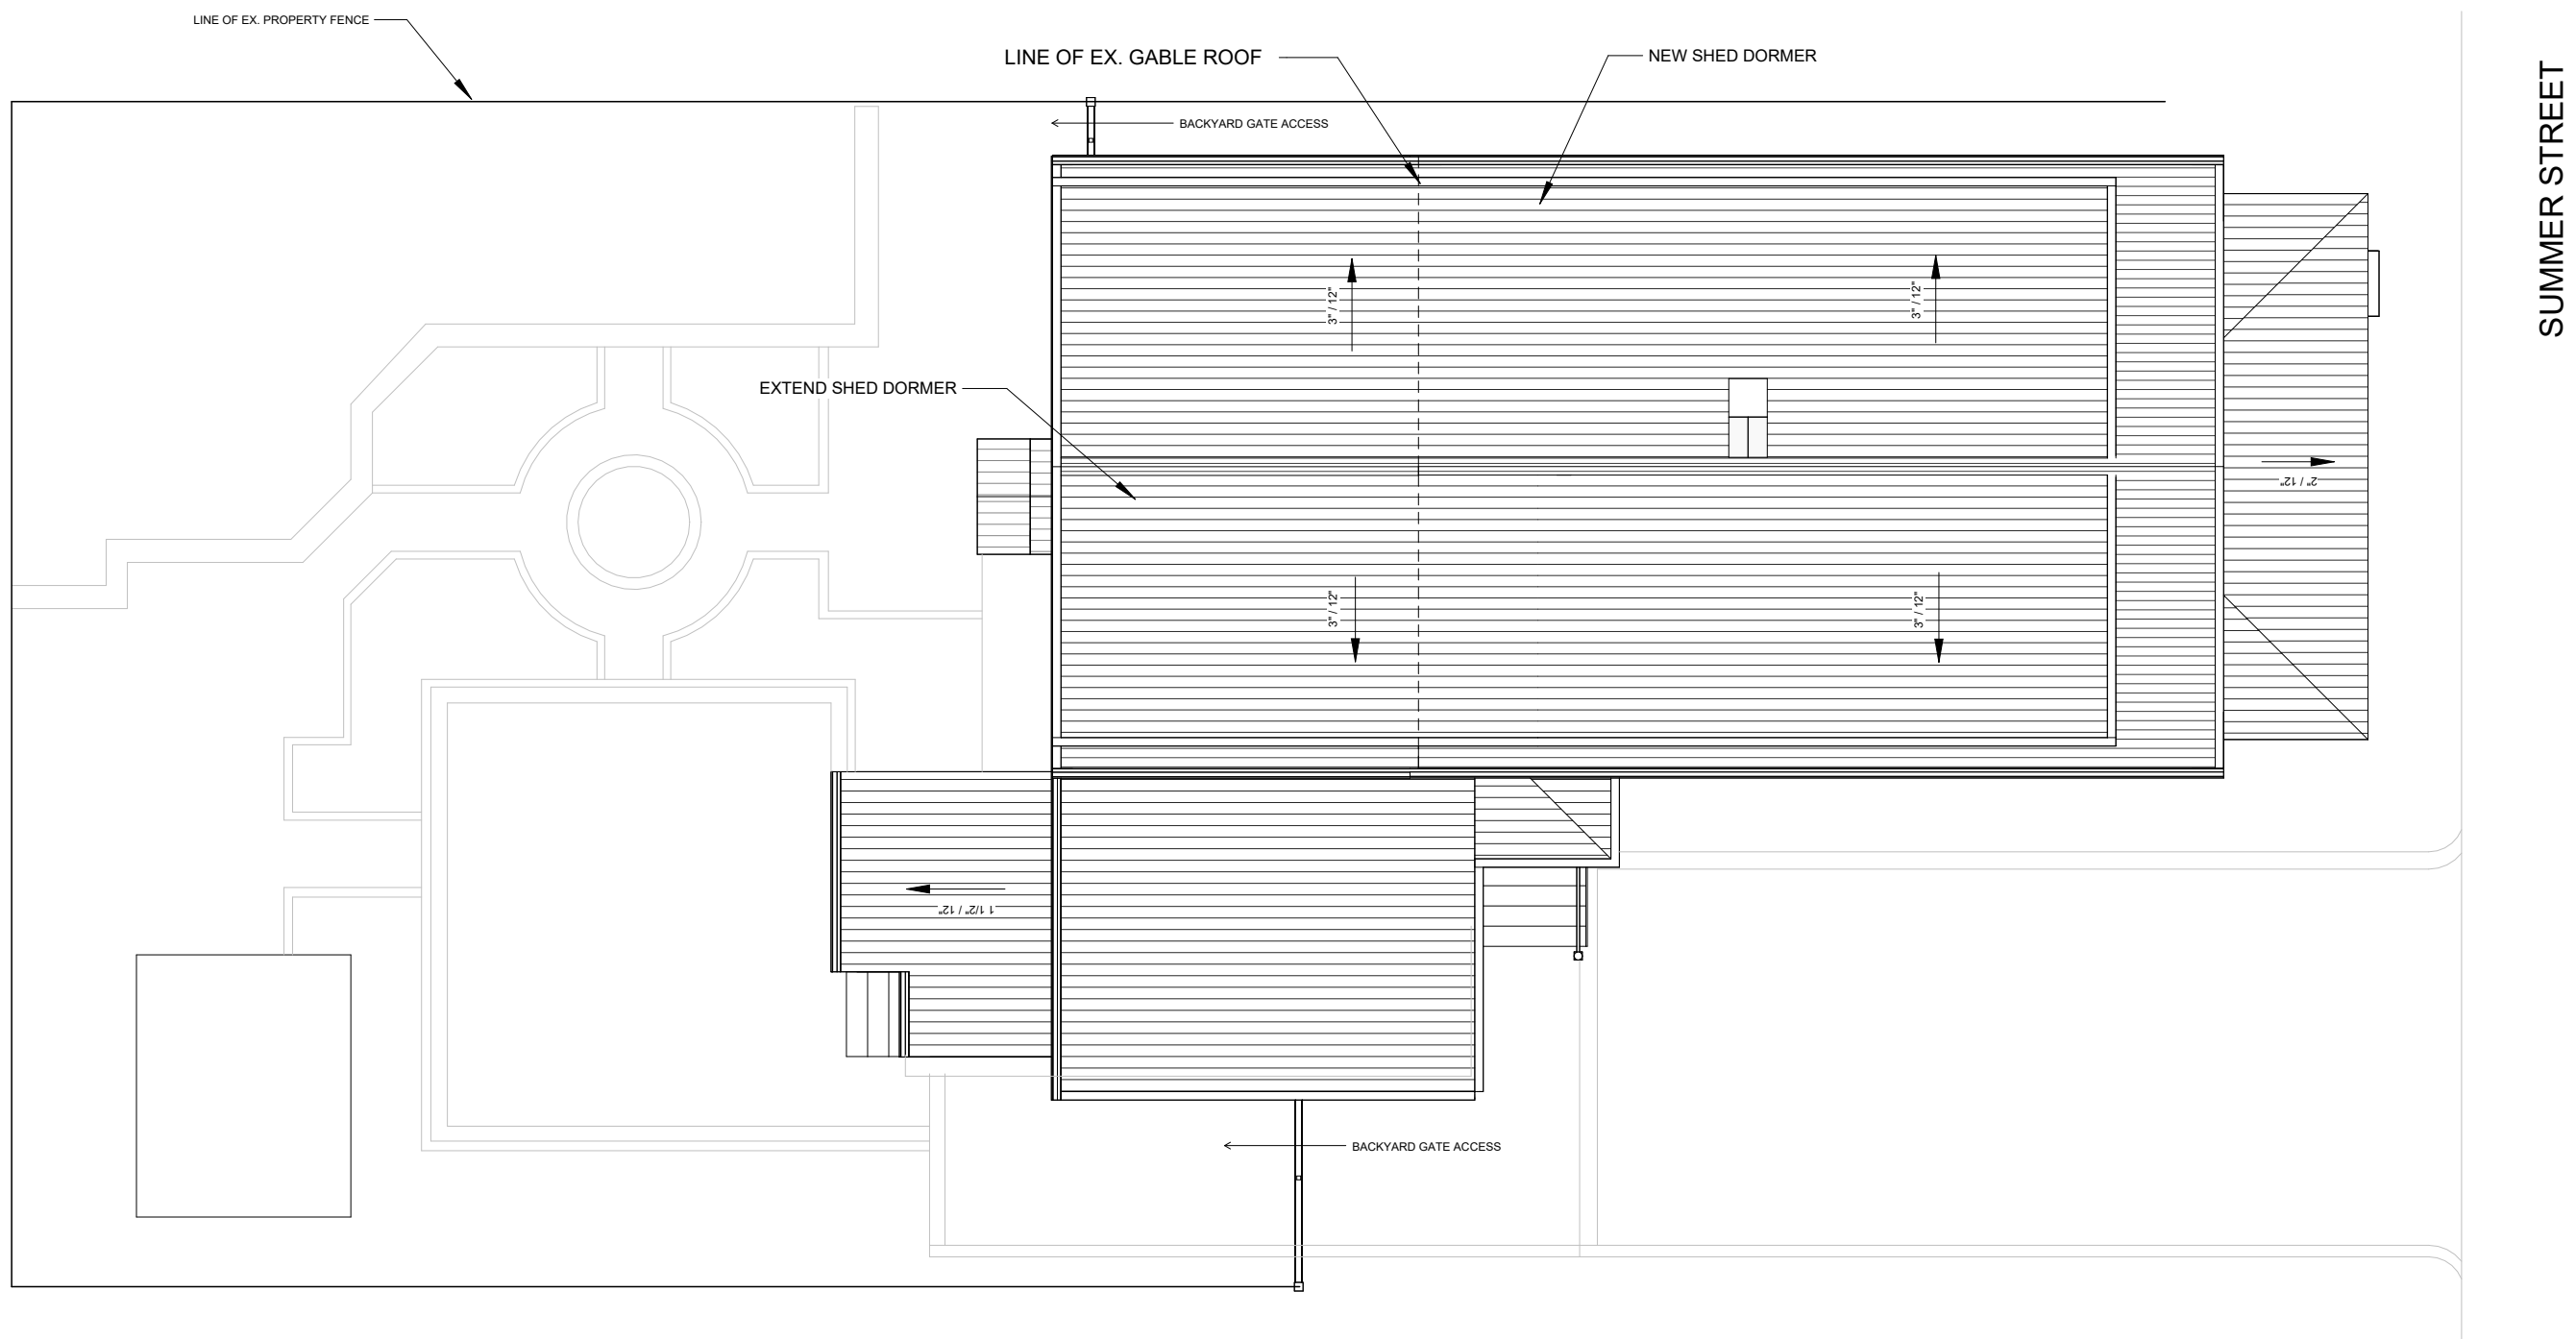 LINE OF EX. PROPERTY FENCE
LINE OF EX. GABLE ROOF
NEW SHED DORMER
SUMMER STREET
BACKYARD GATE ACCESS
3" / 12"
3" / 12"
EXTEND SHED DORMER
2" / 12"
3" / 12"
3" / 12"
1 1/2" / 12"
BACKYARD GATE ACCESS